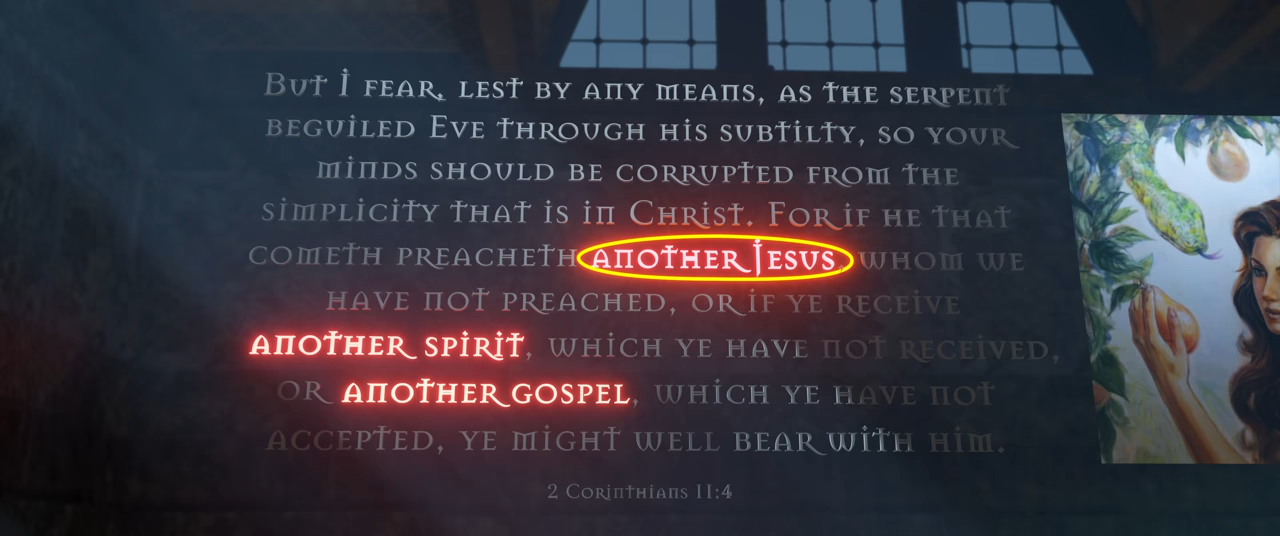 But I fear, lest by any means, as the serpent
beguiled Eve through his subtilty, so your
minds should be corrupted from the
simplicity that is in Christ. For if he that
cometh preacheth another Jesus, whom we
have not preached, or if ye receive
another spirit, which ye have not received,
or another gospel, which ye have not
accepted, ye might well bear with him.
2 Corinthians 11:4